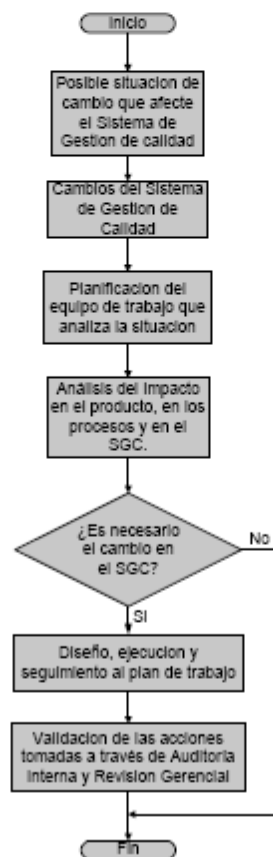 Inicio
Posible situacion de
cambio que afecte
el Sistema de
Gestion de calidad
Cambios del Sistema
de Gestion de
Calidad
Planificacion del
equipo de trabajo que
analiza la situacion
Análisis del impacto
en el producto, en los
procesos y en el
SGC.
¿Es necesario
el cambio en
el SGC?
No
SI
Diseño, ejecucion y
seguimiento al plan de trabajo
Validacion de las acciones
tomadas a través de Auditoria
Interna y Revision Gerencial
Fin